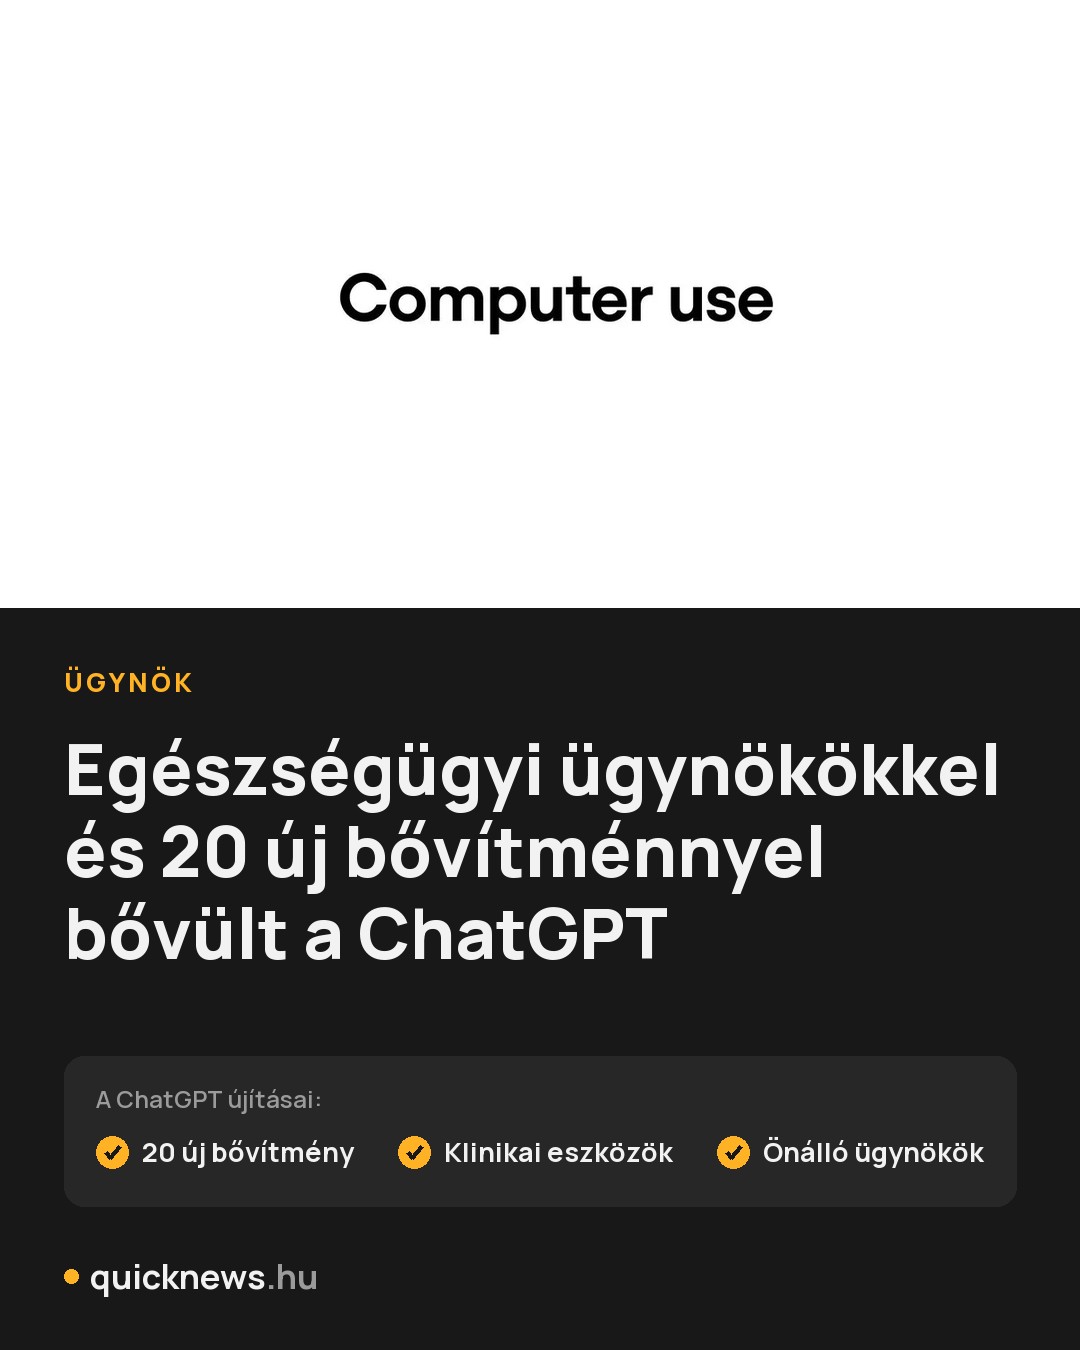 Computer use
ÜGYNÖK
Egészségügyi ügynökökkel
és 20 új bővítménnyel
bővült a ChatGPT
A ChatGPT újításai:
20 új bővítmény
Klinikai eszközök
Önálló ügynökök
quicknews.hu